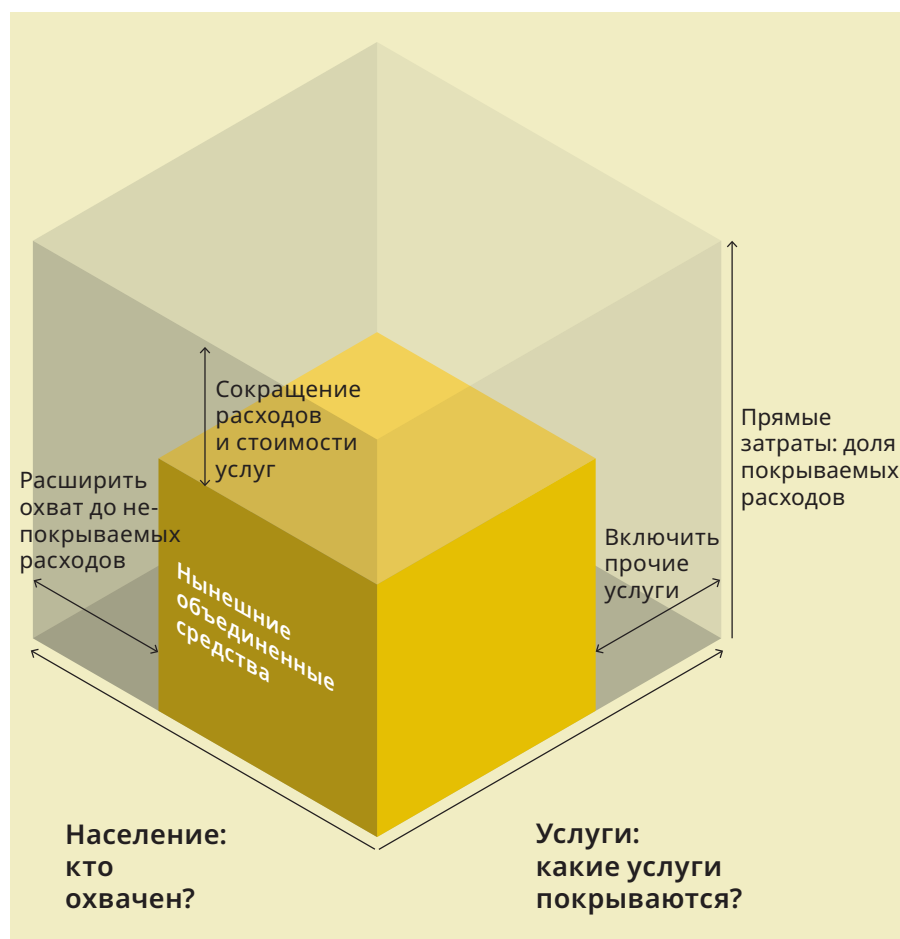 Сокращение
расходов
и стоимости
услуг
Прямые
затраты: доля
покрываемых
расходов
Расширить
охват до не-
покрываемых
расходов
Включить
прочие
услуги
Нынешние
объединенные
средства
Население:
кто
охвачен?
Услуги:
какие услуги
покрываются?